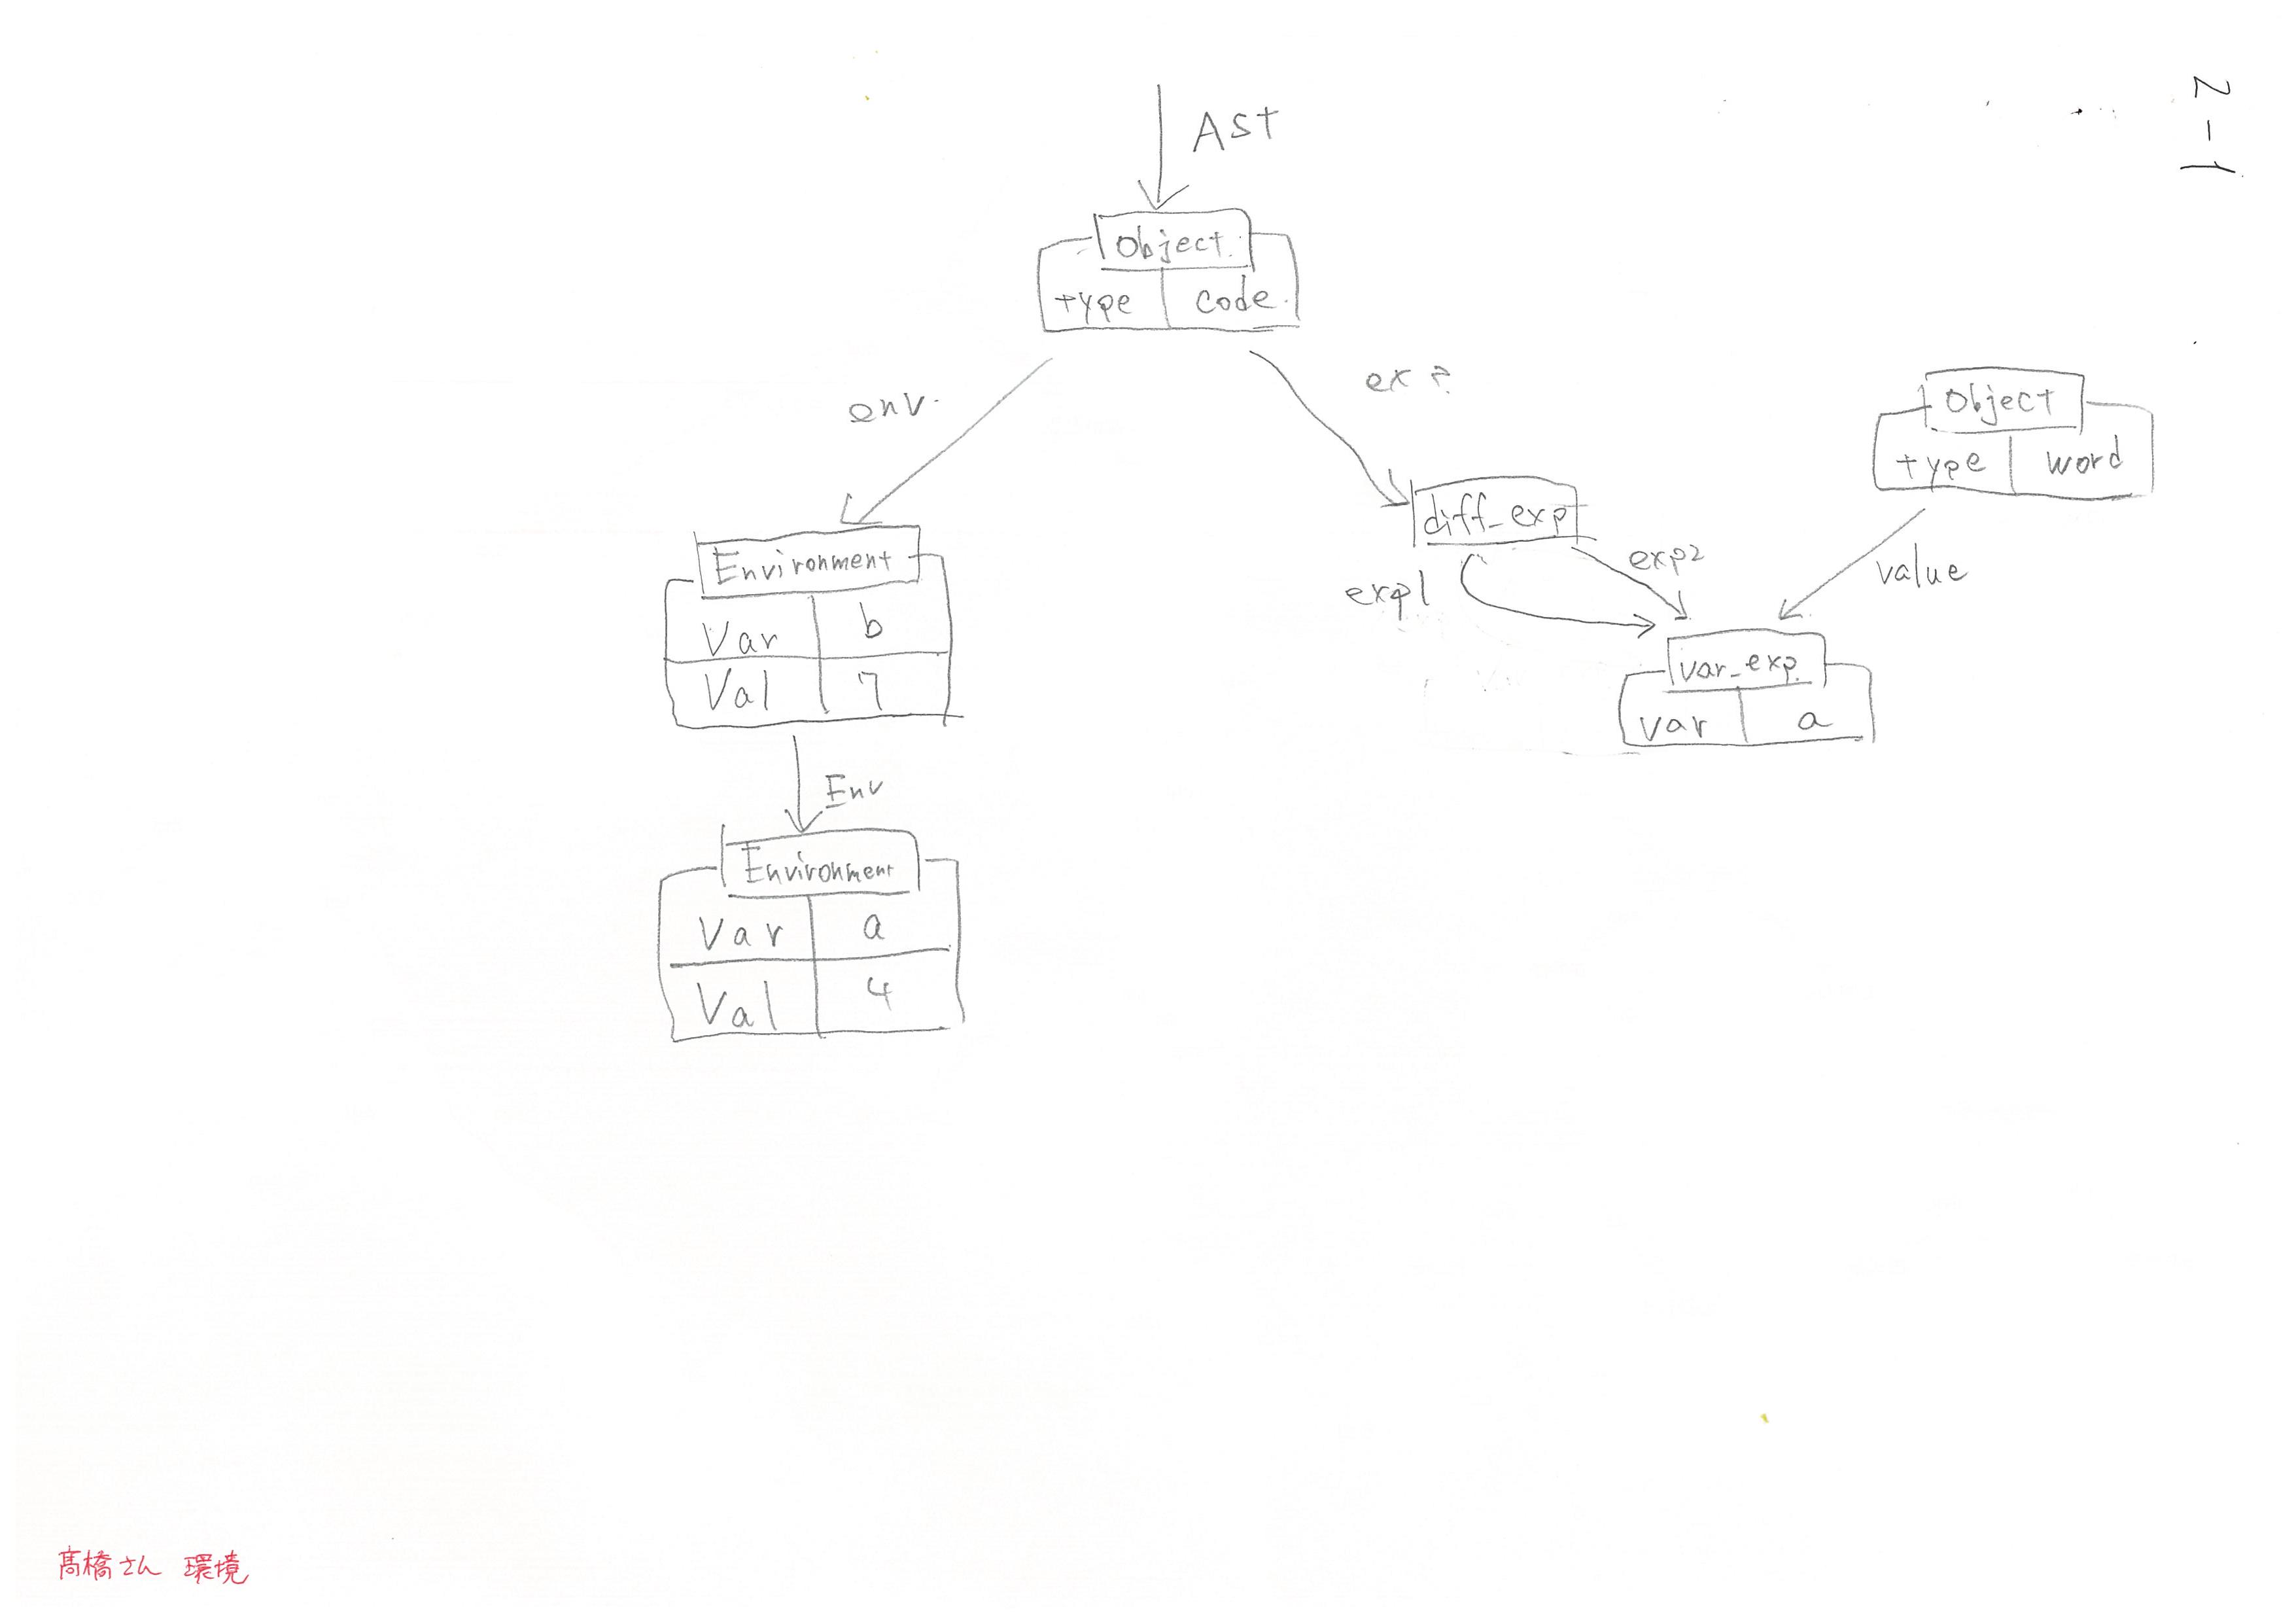 2-1
Ast
Object
type code
env
exp
Object
type word
diff_exp
exp1
exp2
value
Environment
Var b
Val 7
var_exp
var a
Env
Environment
Var a
Val 4
髙橋さん 環境